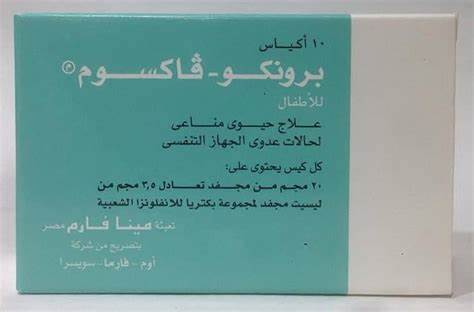 ١٠ أكياس
برونكو-ڤاكسوم ®
للأطفال
علاج حيوى مناعى
لحالات عدوى الجهاز التنفسى
كل كيس يحتوى على:
٢٠ مجم من مجفد تعادل ٣,٥ مجم من
ليسيت مجفد لمجموعة بكتريا للانفلونزا الشعبية
تعبئة مينا فارم مصر
بتصريح من شركة
أوم - فارما - سويسرا